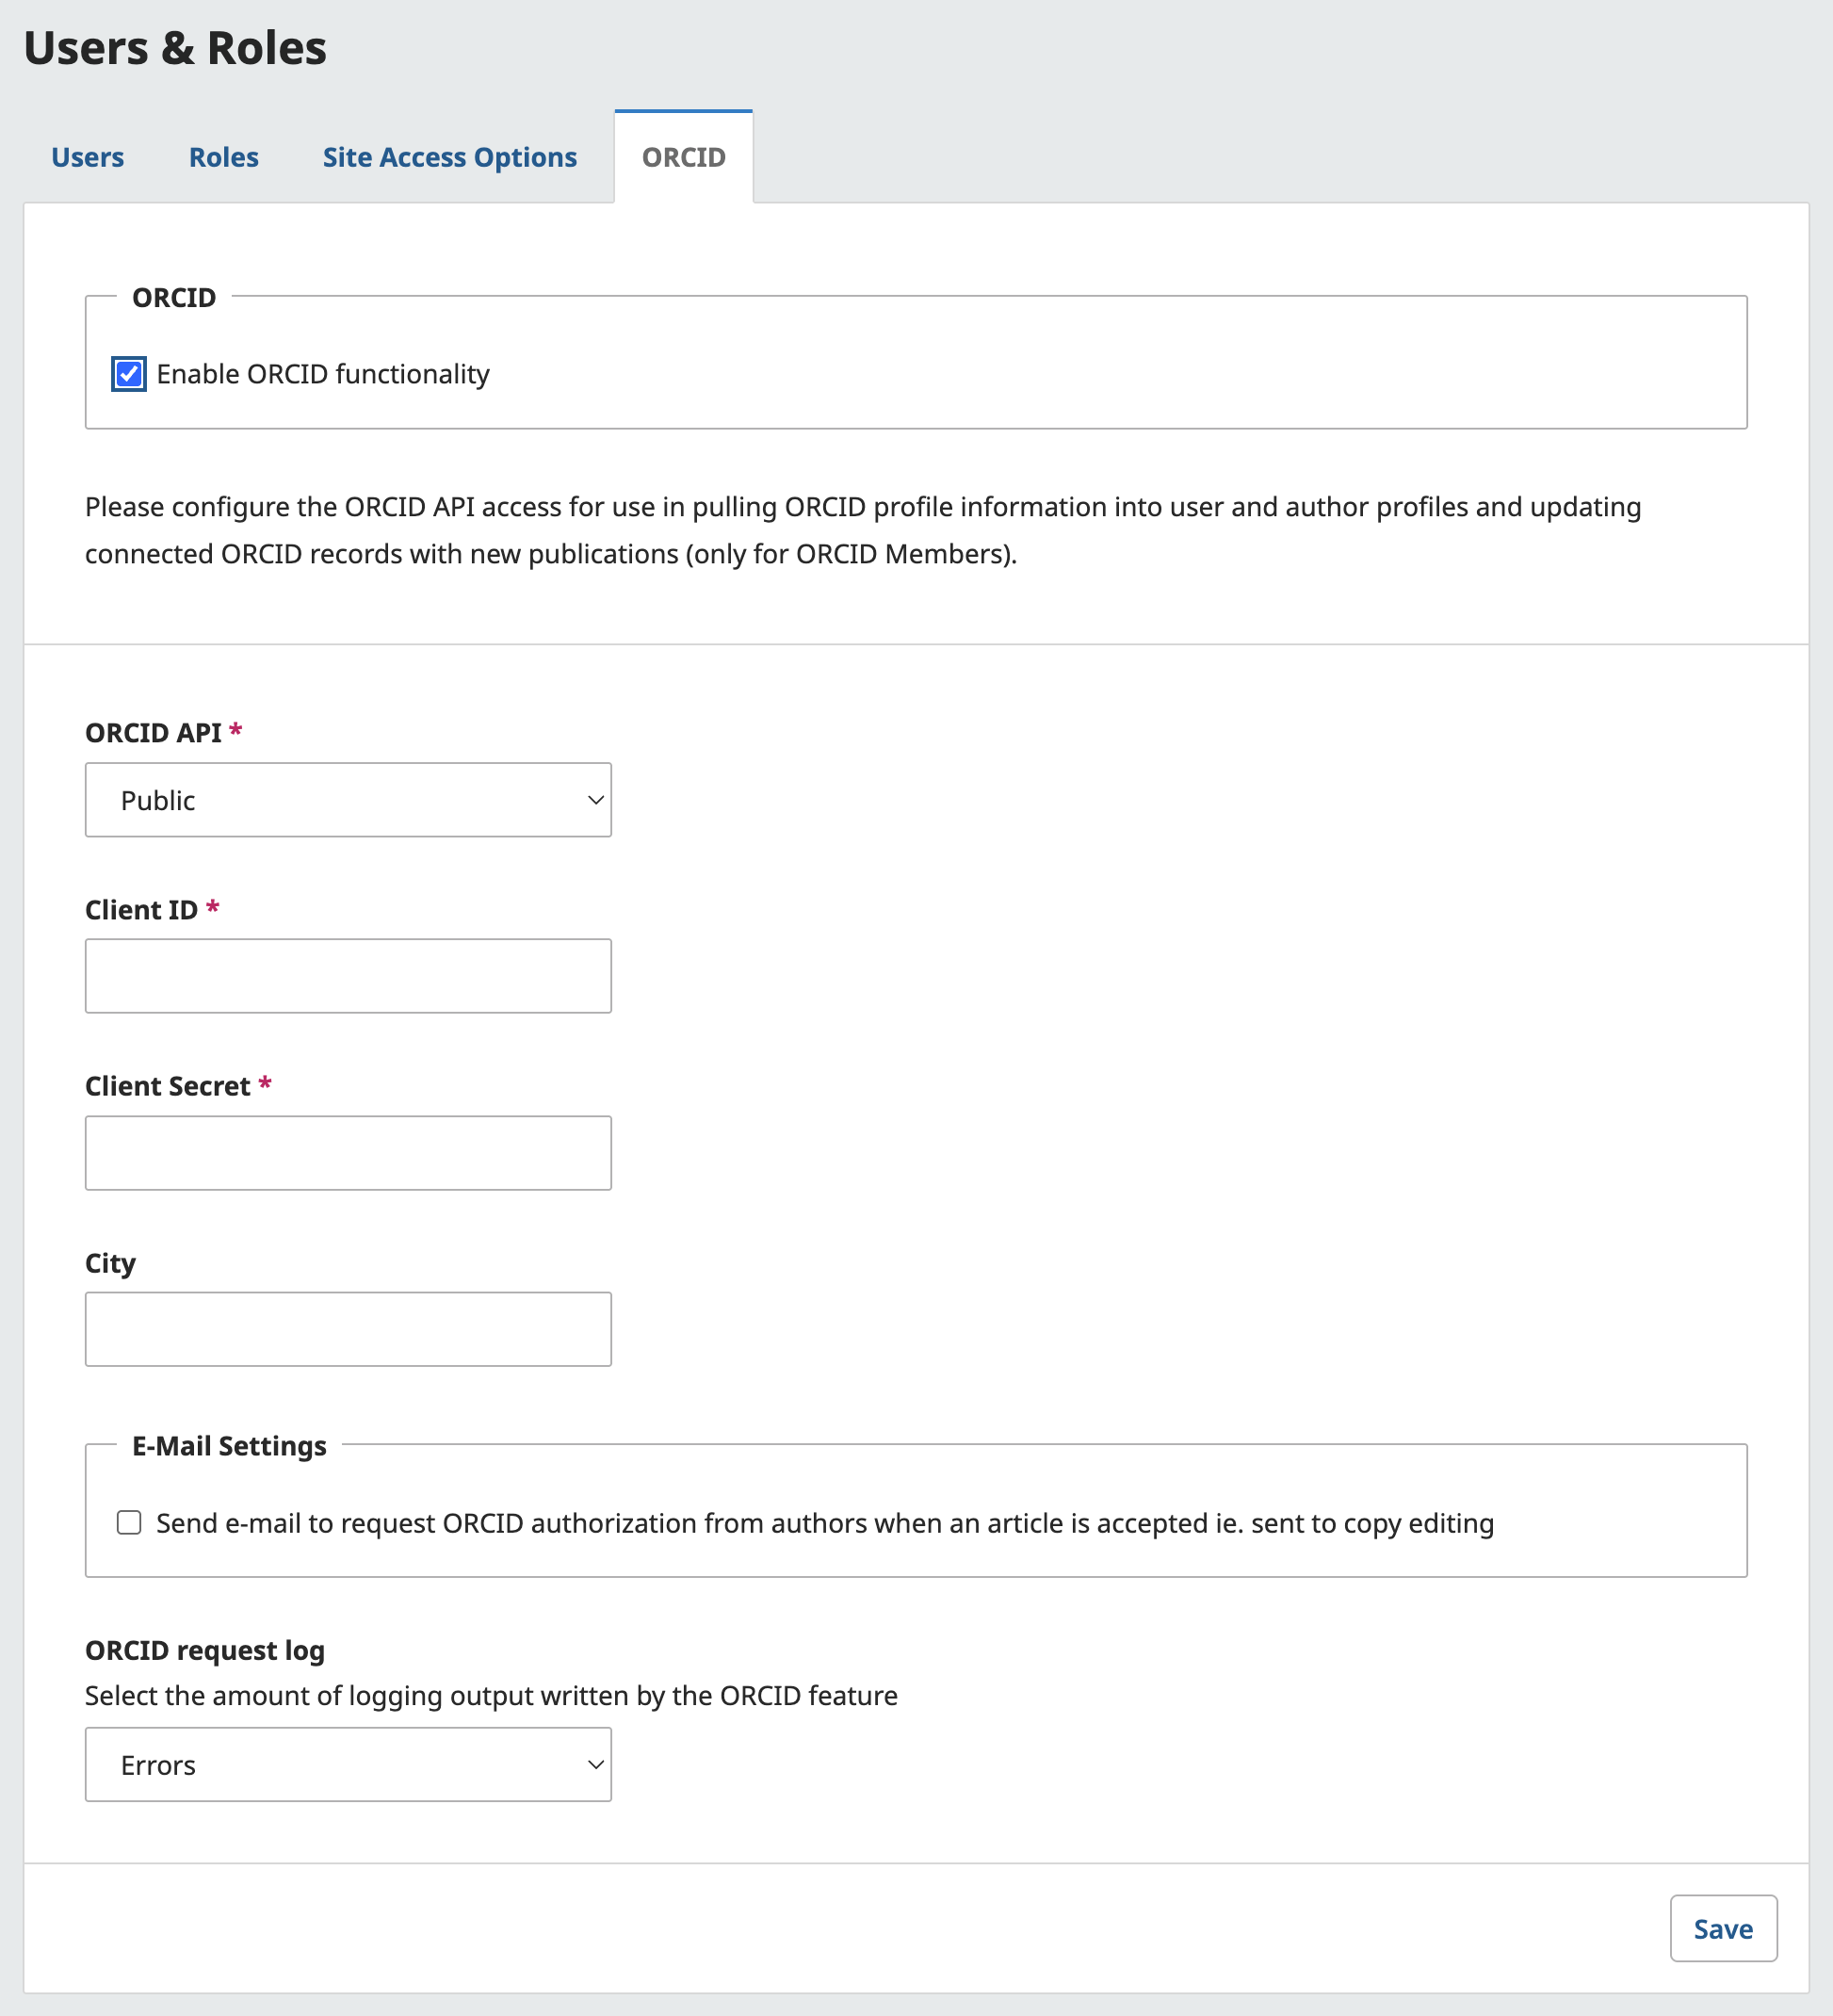 Users & Roles
Users
Roles
Site Access Options
ORCID
ORCID
Enable ORCID functionality
Please configure the ORCID API access for use in pulling ORCID profile information into user and author profiles and updating
connected ORCID records with new publications (only for ORCID Members).
ORCID API *
Public
Client ID *
Client Secret *
City
E-Mail Settings
Send e-mail to request ORCID authorization from authors when an article is accepted ie. sent to copy editing
ORCID request log
Select the amount of logging output written by the ORCID feature
Errors
Save